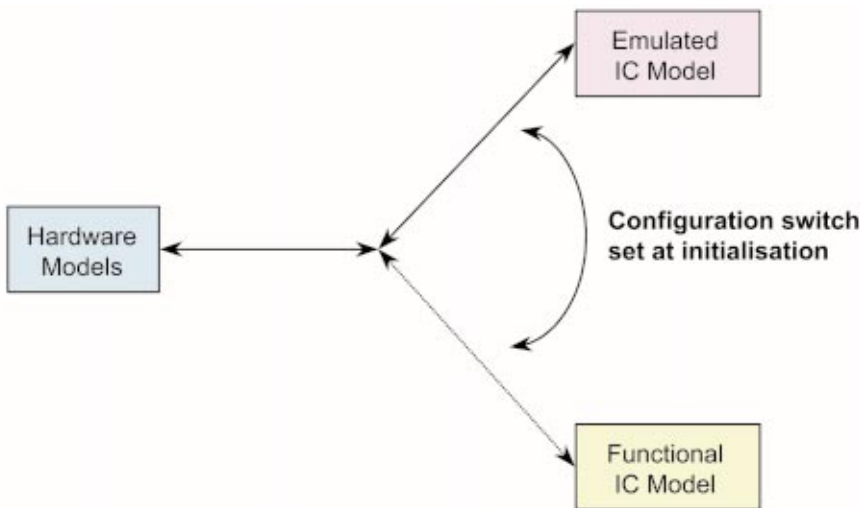 Emulated
IC Model
Hardware
Models
Configuration switch
set at initialisation
Functional
IC Model